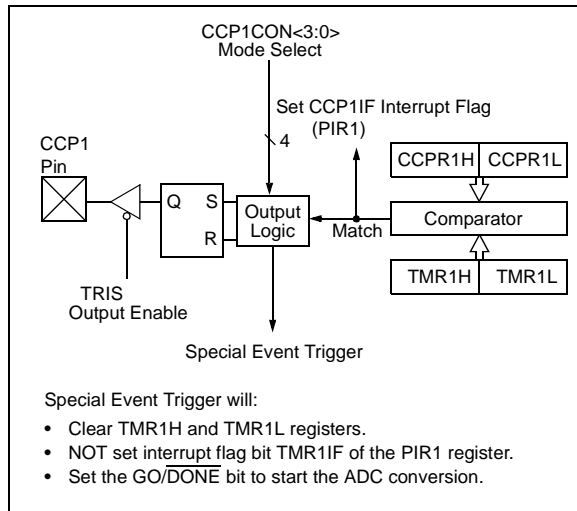 CCP1CON<3:0>
Mode Select
Set CCP1IF Interrupt Flag
(PIR1)
4
CCP1
Pin
CCPR1H CCPR1L
Q S
R
Output
Logic
Match
Comparator
TRIS
Output Enable
TMR1H TMR1L
Special Event Trigger
Special Event Trigger will:
• Clear TMR1H and TMR1L registers.
• NOT set interrupt flag bit TMR1IF of the PIR1 register.
• Set the GO/DONE bit to start the ADC conversion.